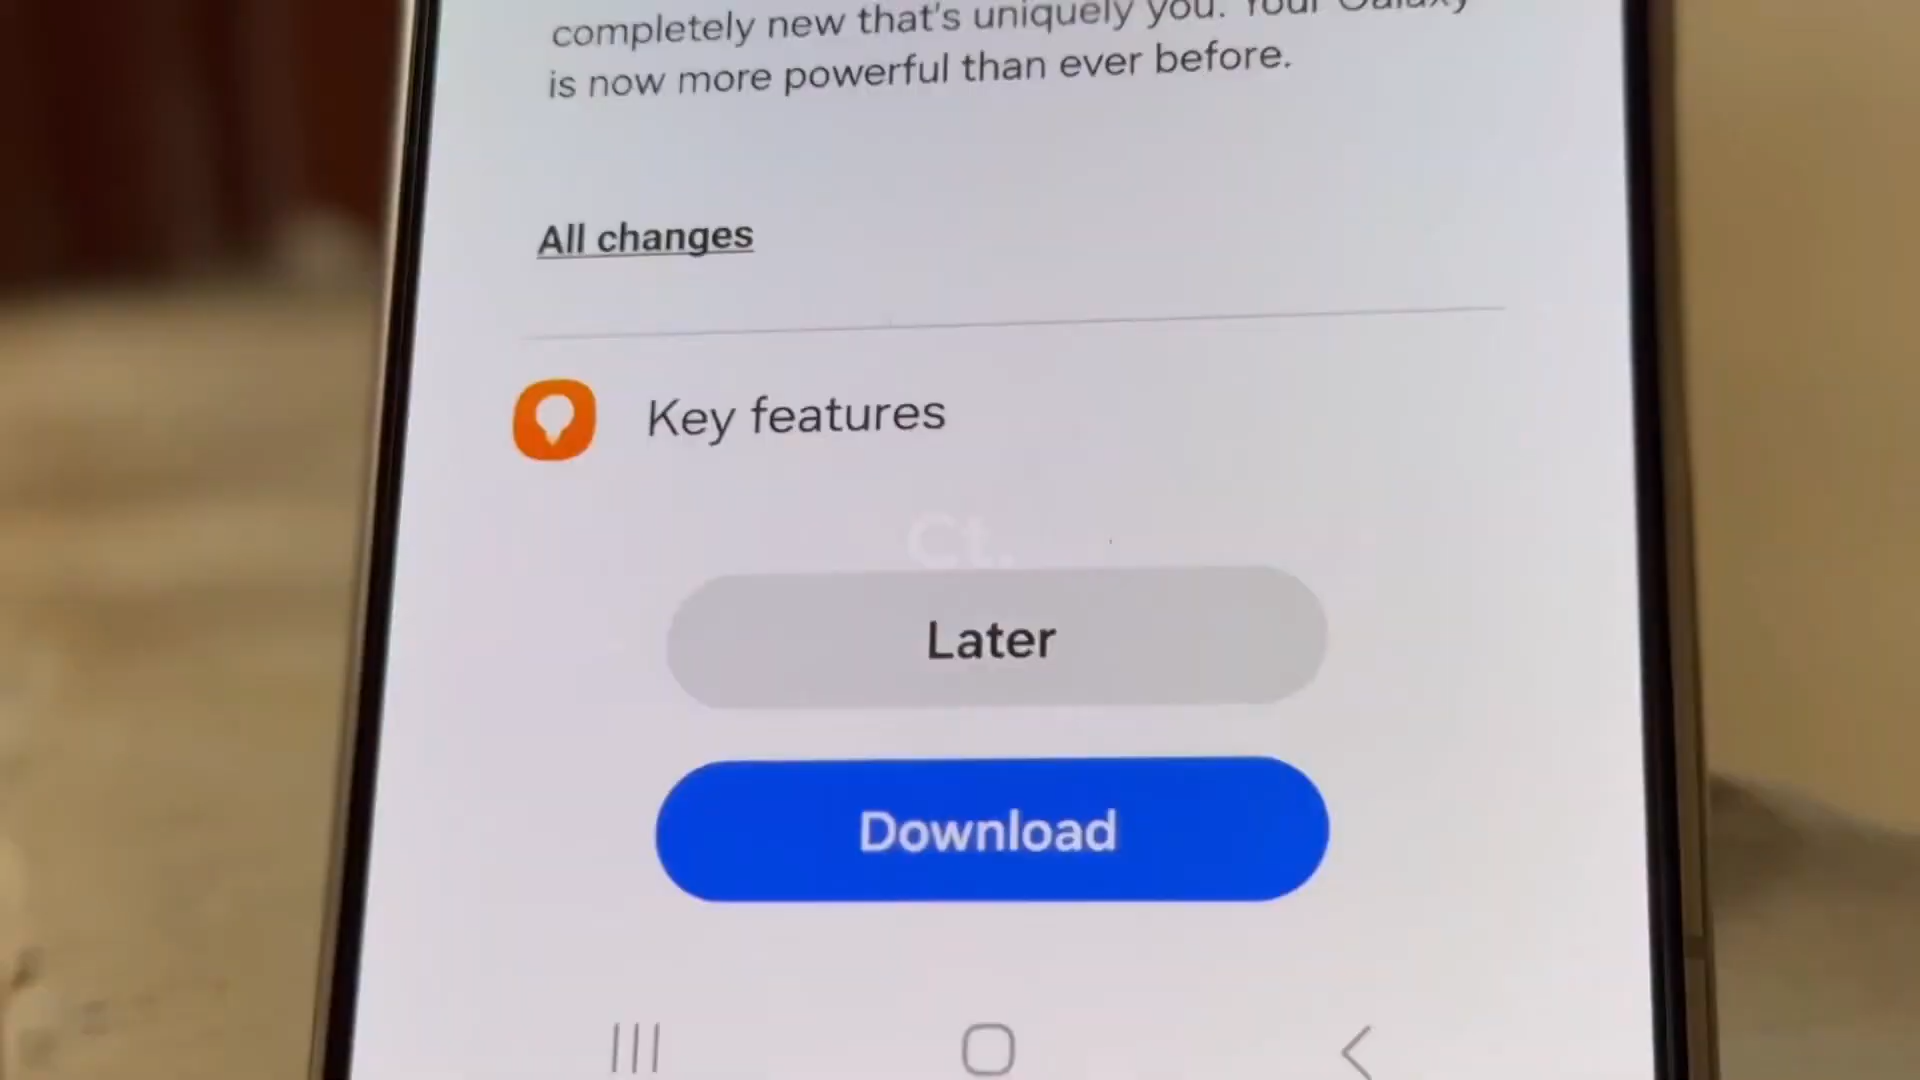 completely new that's uniquely you. Your Galaxy
is now more powerful than ever before.
All changes
Key features
Ct.
Later
Download